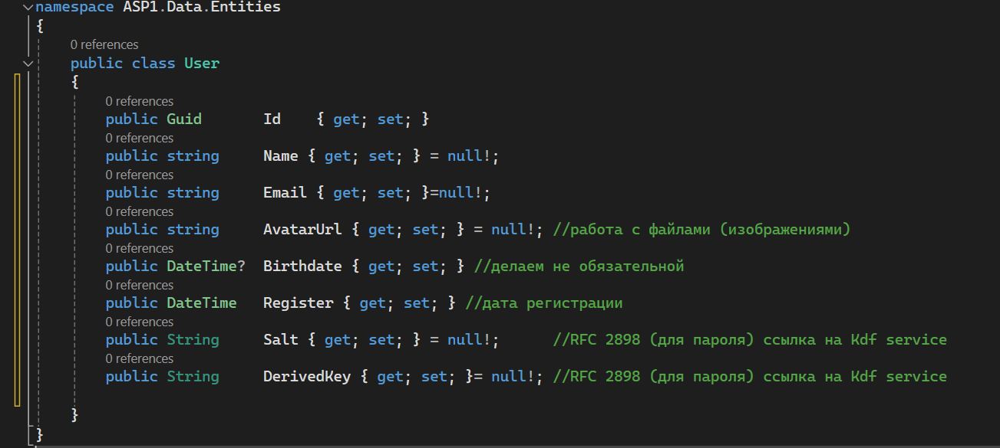 namespace ASP1.Data.Entities
{
0 references
public class User
{
0 references
public Guid Id { get; set; }
0 references
public string Name { get; set; } = null!;
0 references
public string Email { get; set; }=null!;
0 references
public string AvatarUrl { get; set; } = null!; //работа с файлами (изображениями)
0 references
public DateTime? Birthdate { get; set; } //делаем не обязательной
0 references
public DateTime Register { get; set; } //дата регистрации
0 references
public String Salt { get; set; } = null!; //RFC 2898 (для пароля) ссылка на Kdf service
0 references
public String DerivedKey { get; set; }= null!; //RFC 2898 (для пароля) ссылка на Kdf service
}
}